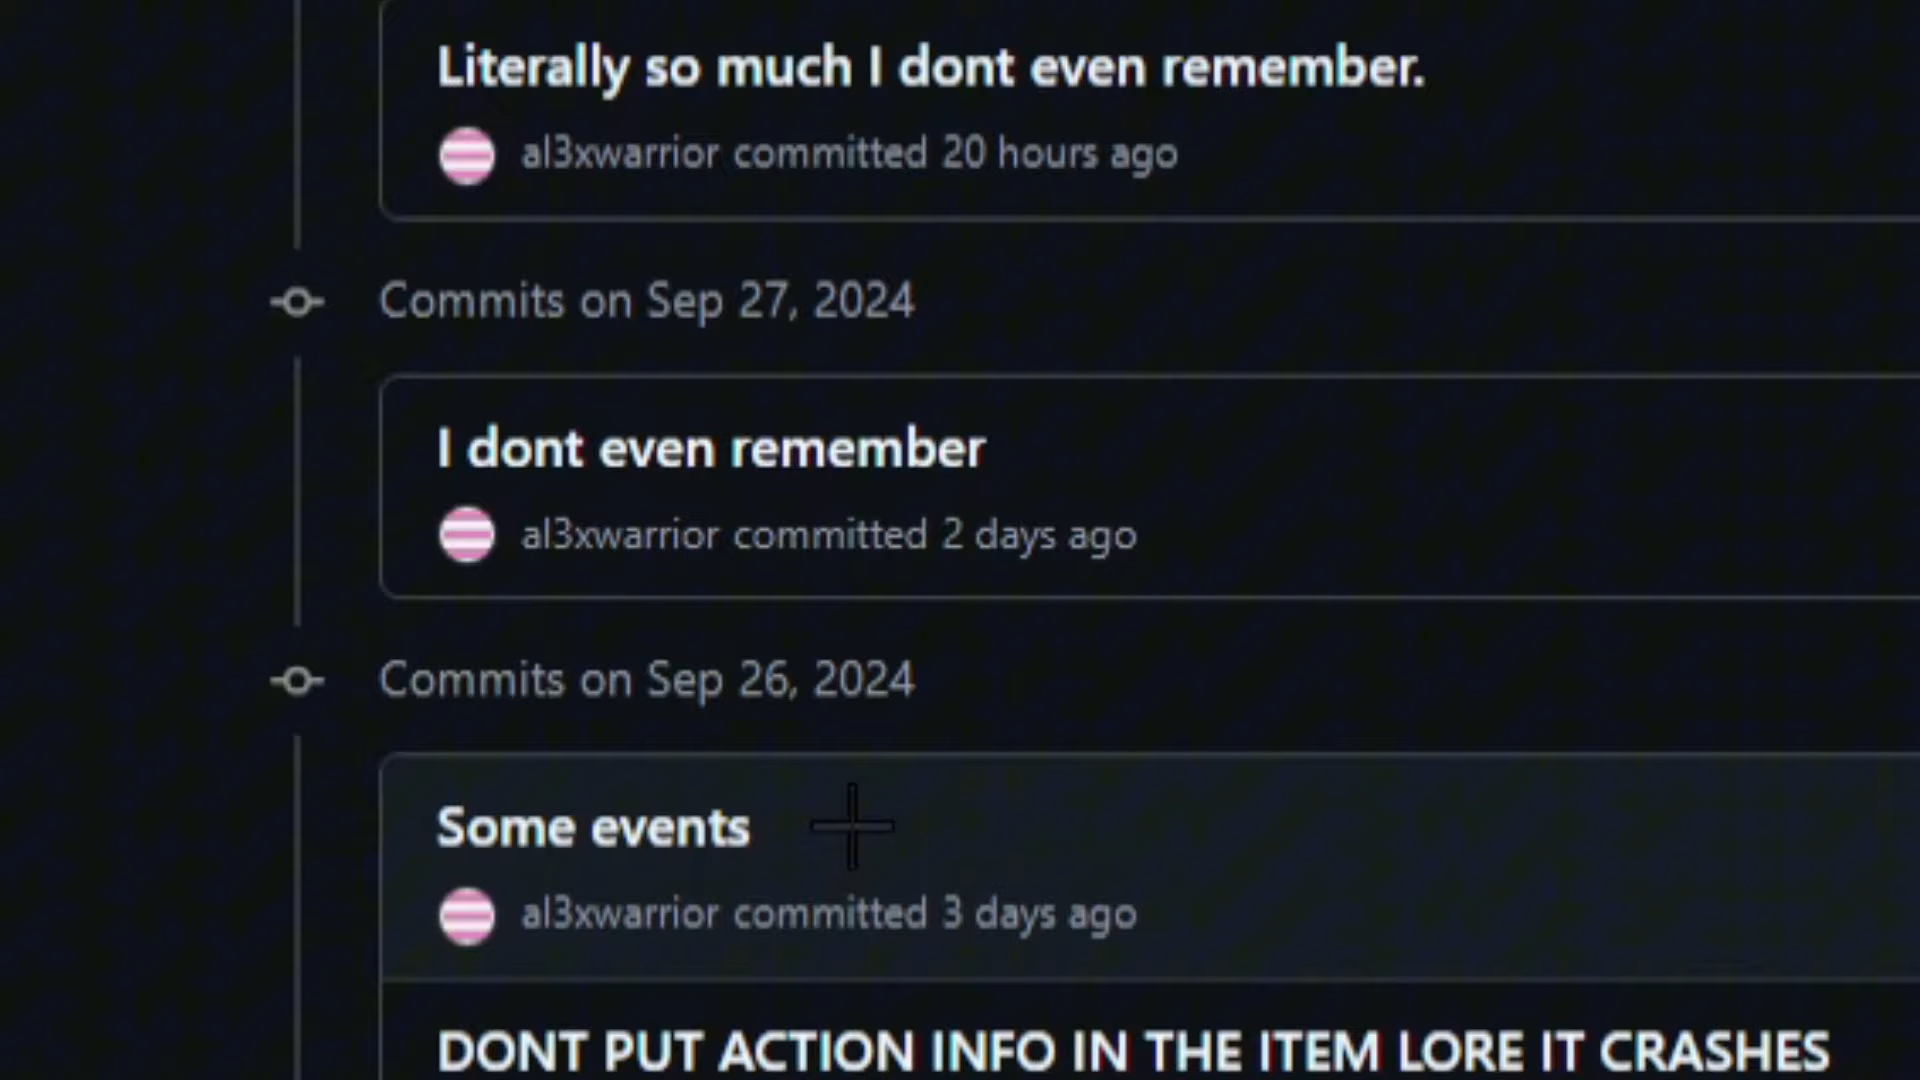 Literally so much I dont even remember.
al3xwarrior committed 20 hours ago
Commits on Sep 27, 2024
I dont even remember
al3xwarrior committed 2 days ago
Commits on Sep 26, 2024
Some events
al3xwarrior committed 3 days ago
DONT PUT ACTION INFO IN THE ITEM LORE IT CRASHES